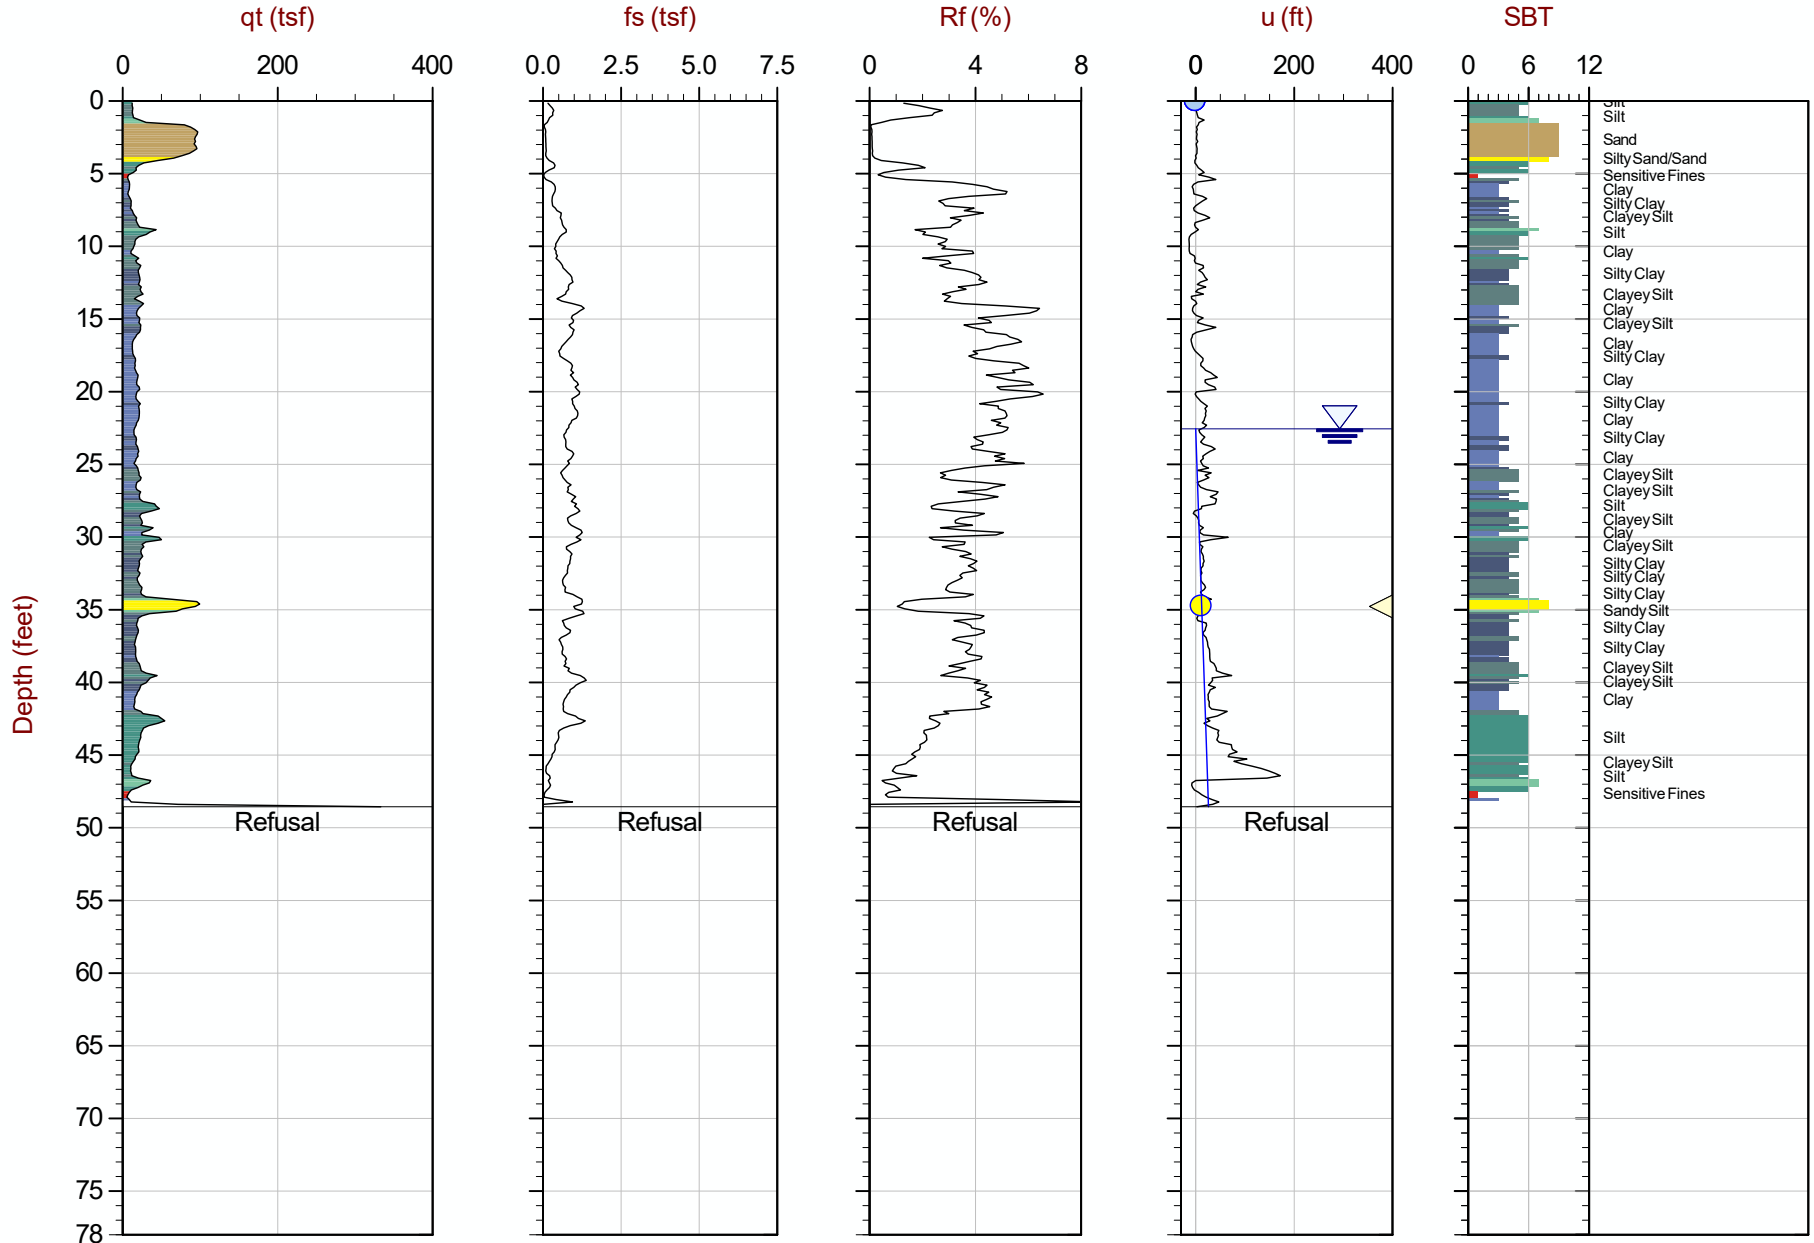 qt (tsf) fs (tsf) Rf (%) u (ft) SBT
0 200 400 0.0 2.5 5.0 7.5 0 4 8 0 200 400 0 6 12
0
5
10
15
20
25
30
35
40
45
50
55
60
65
70
75
78
Depth (feet)
Silt
Silt
Sand
Silty Sand/Sand
Sensitive Fines
Clay
Silty Clay
Clayey Silt
Silt
Clay
Silty Clay
Clayey Silt
Clay
Clayey Silt
Clay
Silty Clay
Clay
Silty Clay
Clay
Silty Clay
Clay
Clayey Silt
Clayey Silt
Silt
Clayey Silt
Clay
Clayey Silt
Silty Clay
Silty Clay
Silty Clay
Sandy Silt
Silty Clay
Silty Clay
Clayey Silt
Clayey Silt
Clay
Silt
Clayey Silt
Silt
Sensitive Fines
Refusal Refusal Refusal Refusal